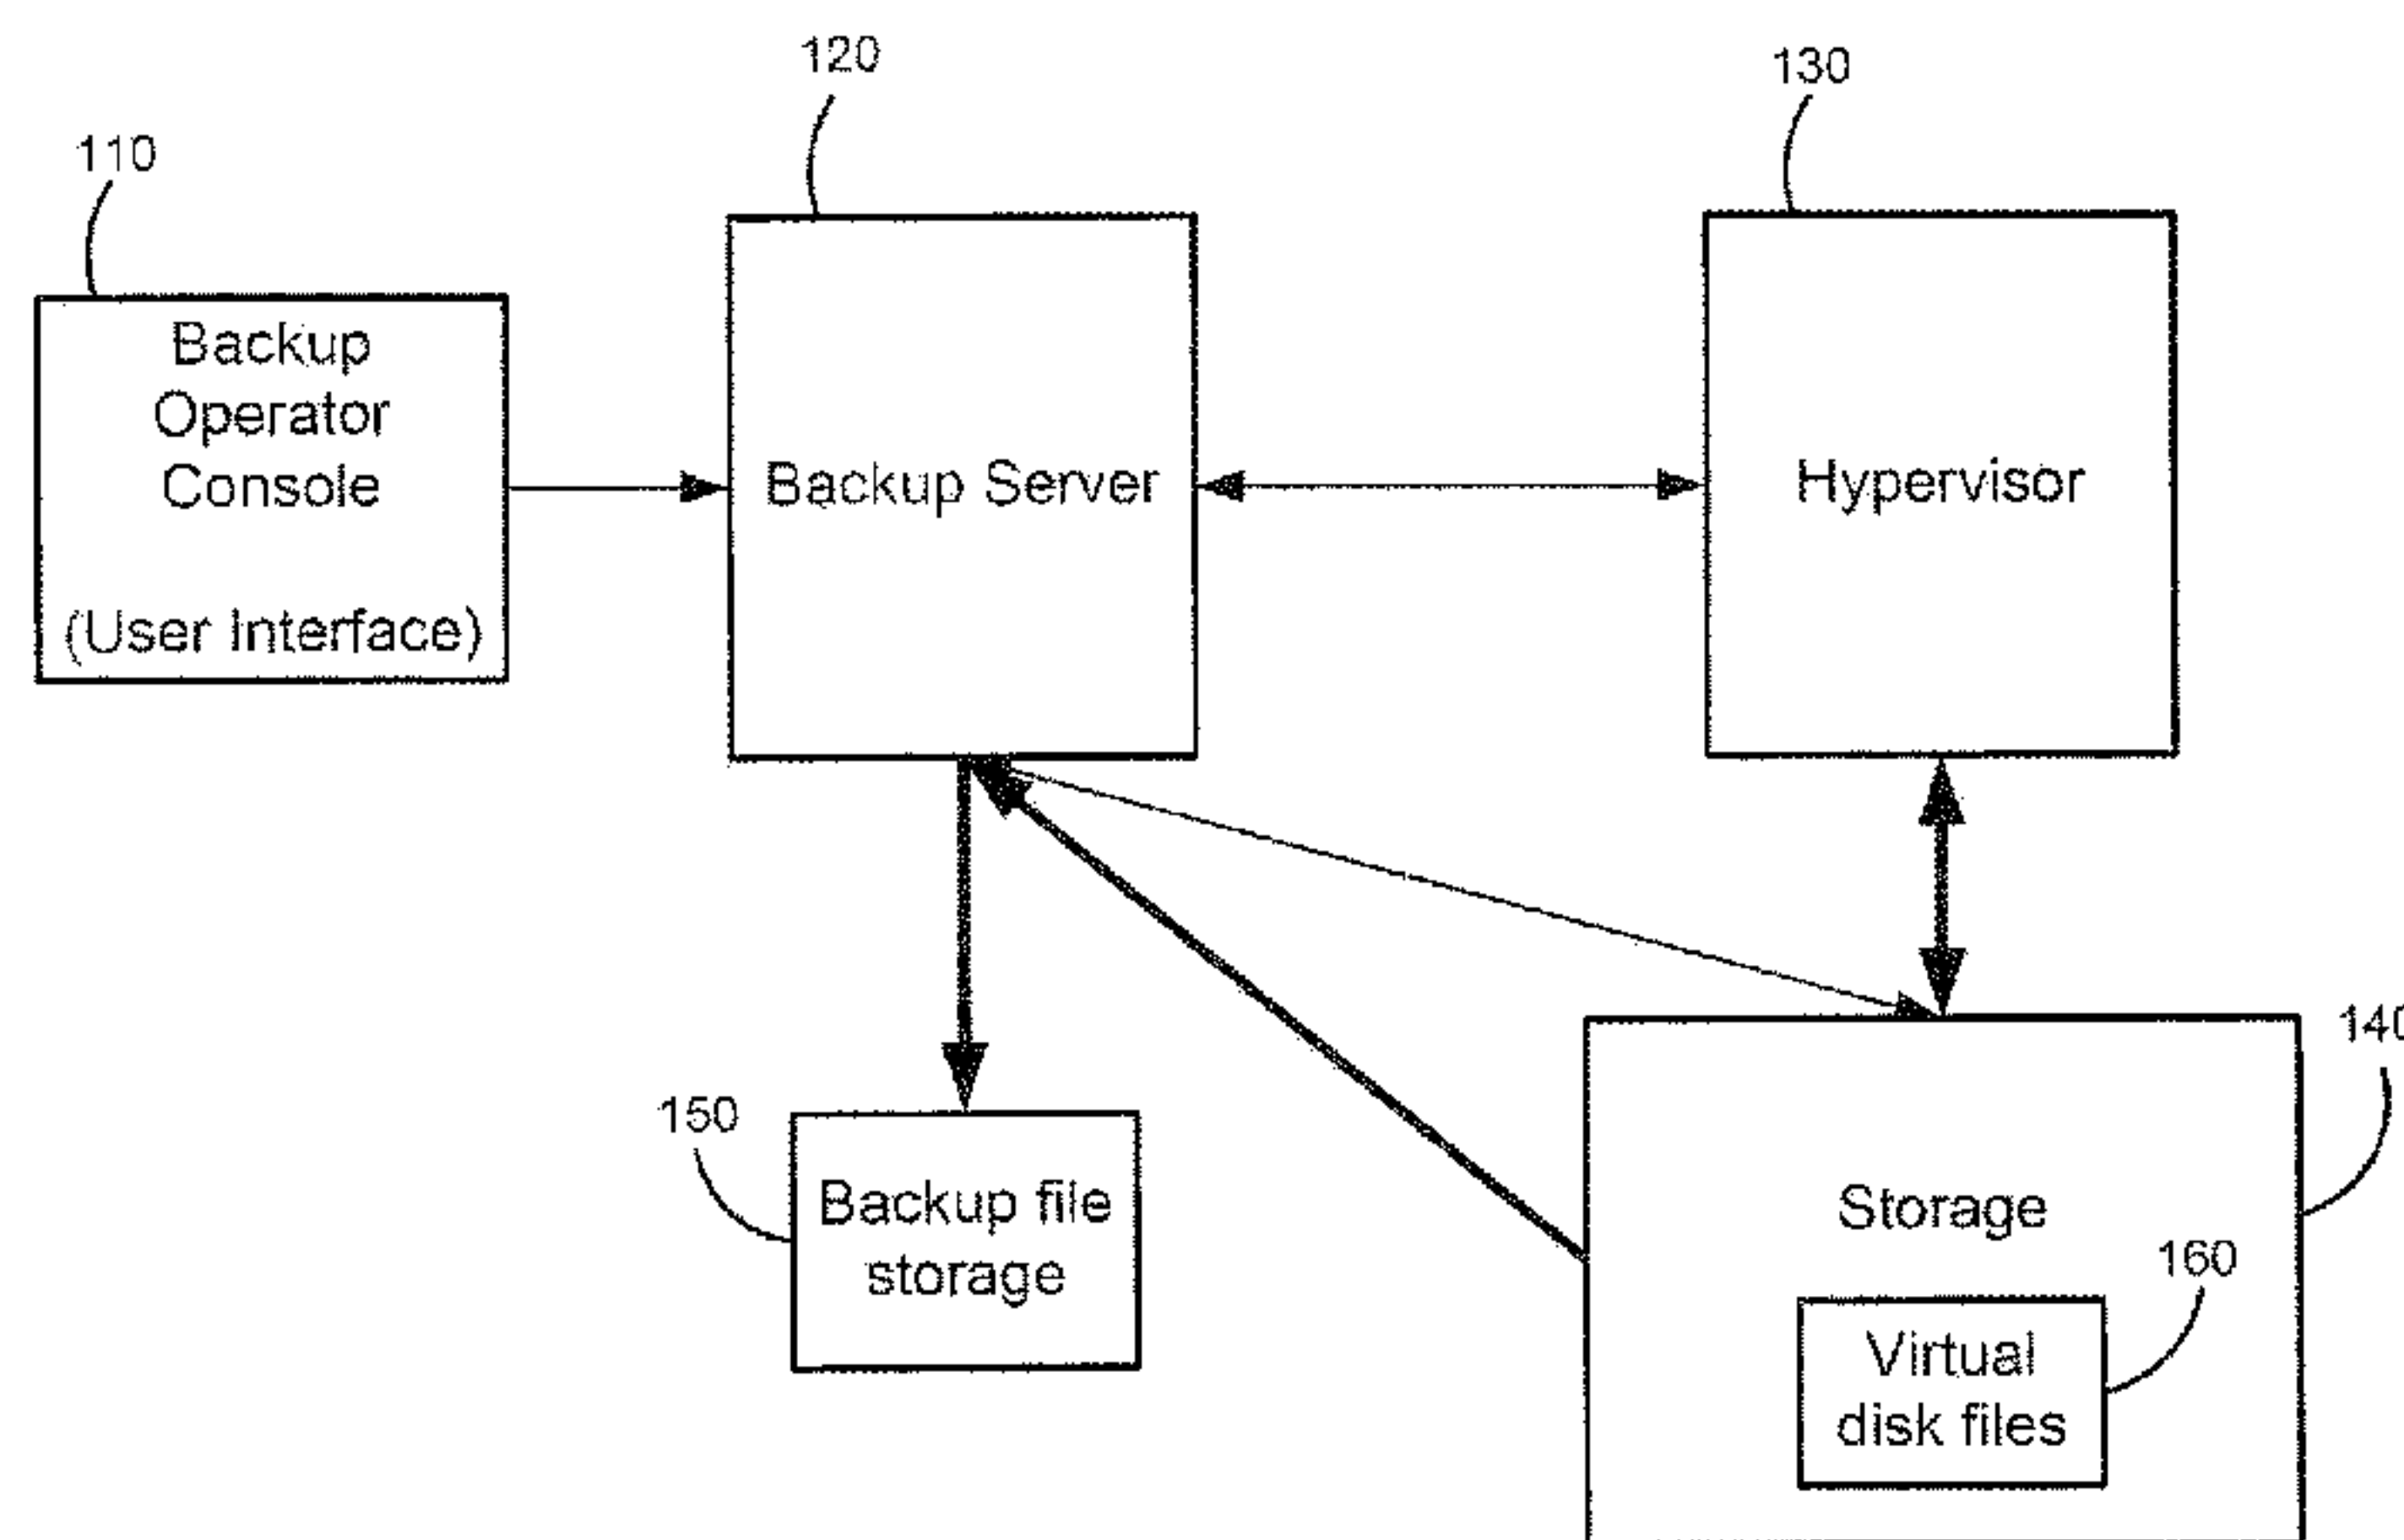 120
130
110
Backup
Operator
Console
(User Interface)
Backup Server
Hypervisor
140
150
Backup file
storage
Storage
160
Virtual
disk files